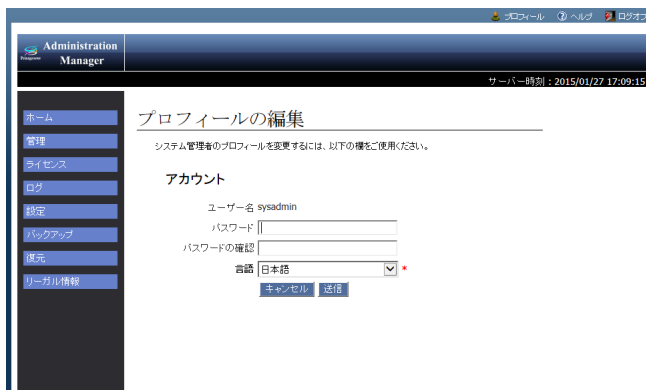 プロフィール ヘルプ ログオフ
Administration
Manager
サーバー時刻 : 2015/01/27 17:09:15
ホーム
管理
ライセンス
ログ
設定
バックアップ
復元
リーガル情報
プロフィールの編集
システム管理者のプロフィールを変更するには、以下の欄をご使用ください。
アカウント
ユーザー名 sysadmin
パスワード
パスワードの確認
言語 日本語 *
キャンセル 送信